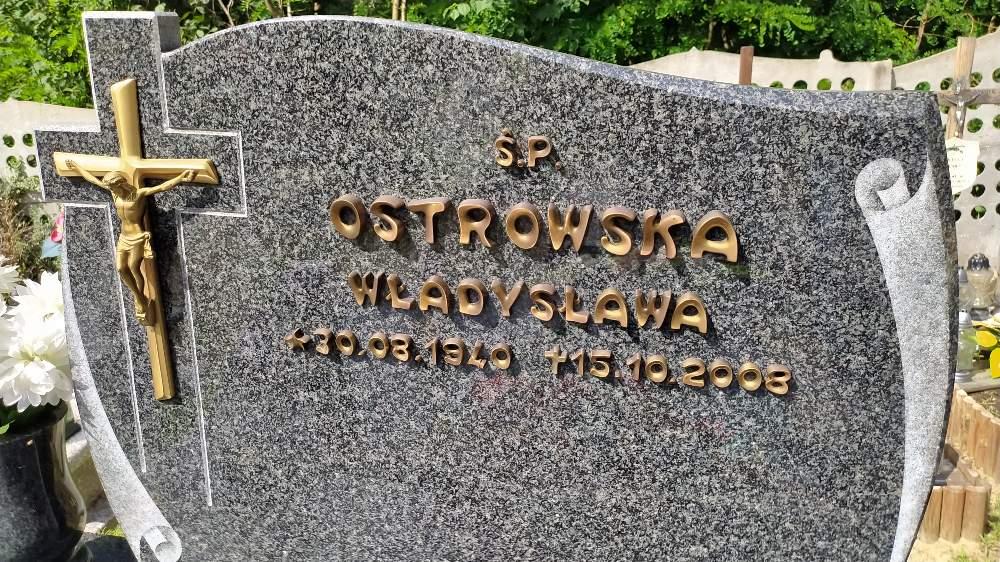 Ś.P.
OSTROWSKA
WŁADYSŁAWA
★30.08.1940 ✝15.10.2008